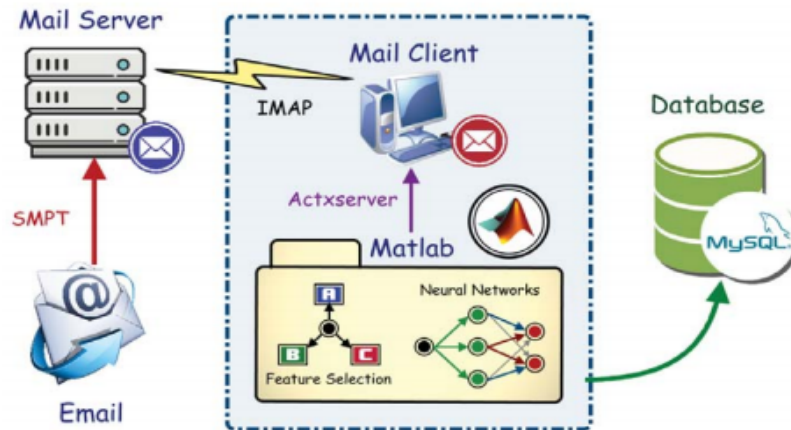 Mail Server
Mail Client
IMAP
Database
SMPT
Actxserver
Matlab
MySQL
@
Neural Networks
A
B
C
Feature Selection
Email